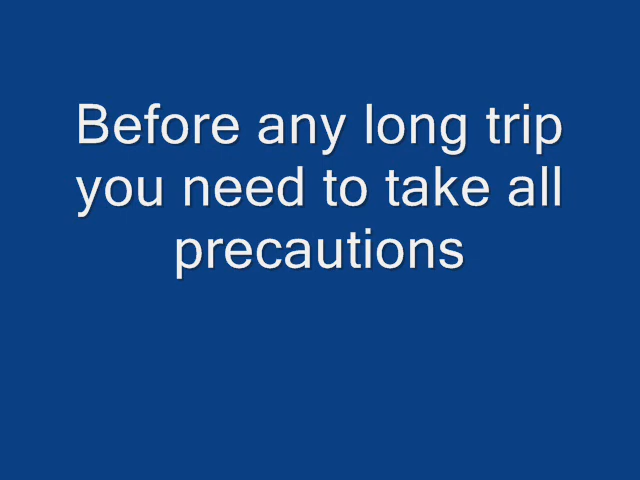 Before any long trip
you need to take all
precautions